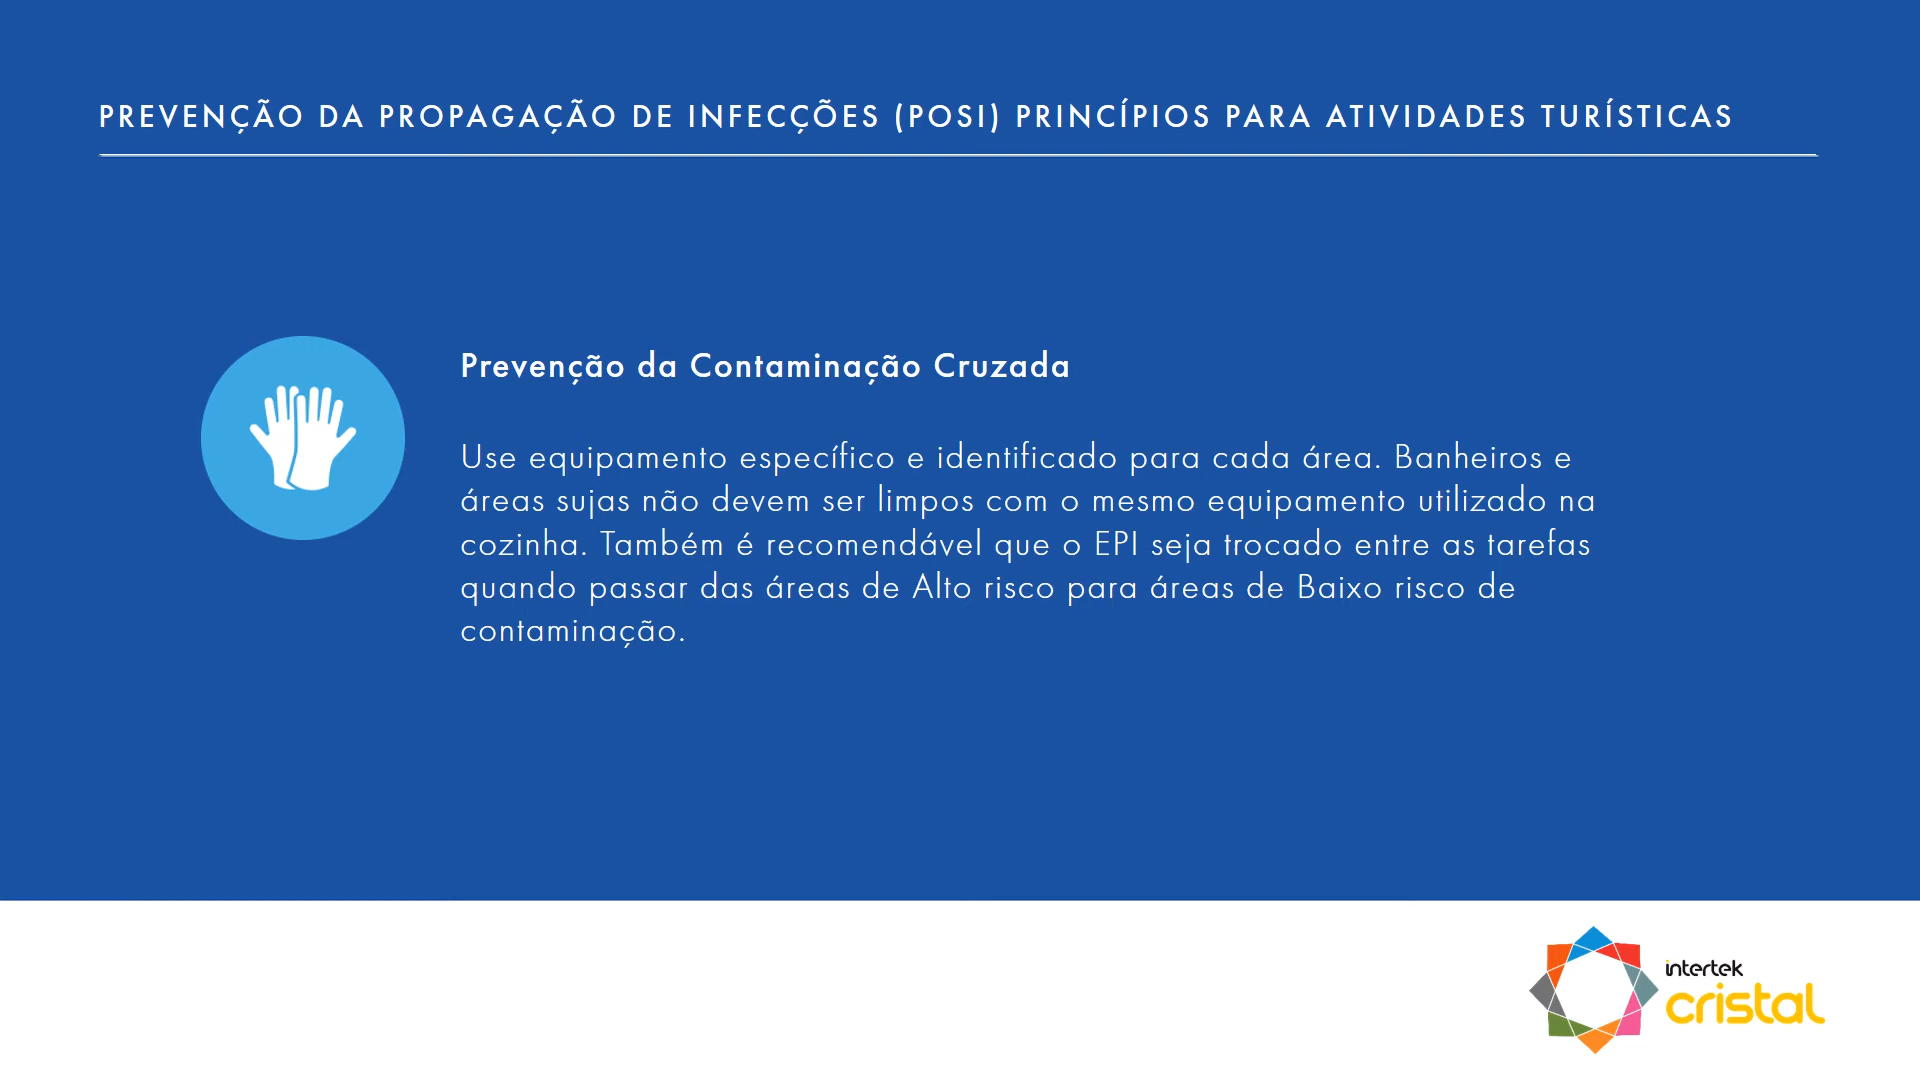 PREVENÇÃO DA PROPAGAÇÃO DE INFECÇÕES (POSI) PRINCÍPIOS PARA ATIVIDADES TURÍSTICAS
Prevenção da Contaminação Cruzada
Use equipamento específico e identificado para cada área. Banheiros e
áreas sujas não devem ser limpos com o mesmo equipamento utilizado na
cozinha. Também é recomendável que o EPI seja trocado entre as tarefas
quando passar das áreas de Alto risco para áreas de Baixo risco de
contaminação.
intertek
cristal